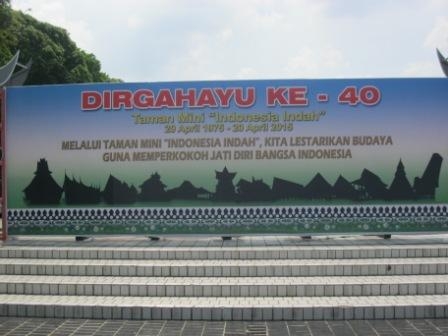 DIRGAHAYU KE - 40
Taman Mini "Indonesia Indah"
20 April 1975 - 20 April 2015
MELALUI TAMAN MINI "INDONESIA INDAH", KITA LESTARIKAN BUDAYA
GUNA MEMPERKOKOH JATI DIRI BANGSA INDONESIA